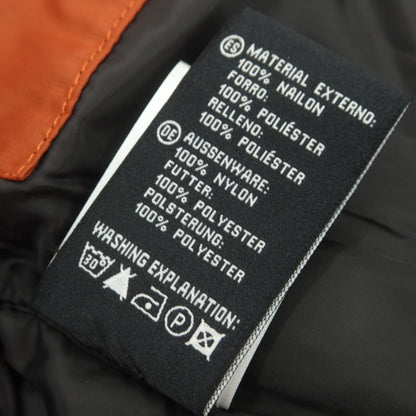 ES MATERIAL EXTERNO:
100% NAILON
FORRO:
100% POLIÉSTER
RELLENO:
100% POLIÉSTER
DE AUSSENWARE:
100% NYLON
FUTTER:
100% POLYESTER
POLSTERUNG:
100% POLYESTER
WASHING EXPLANATION:
30° P